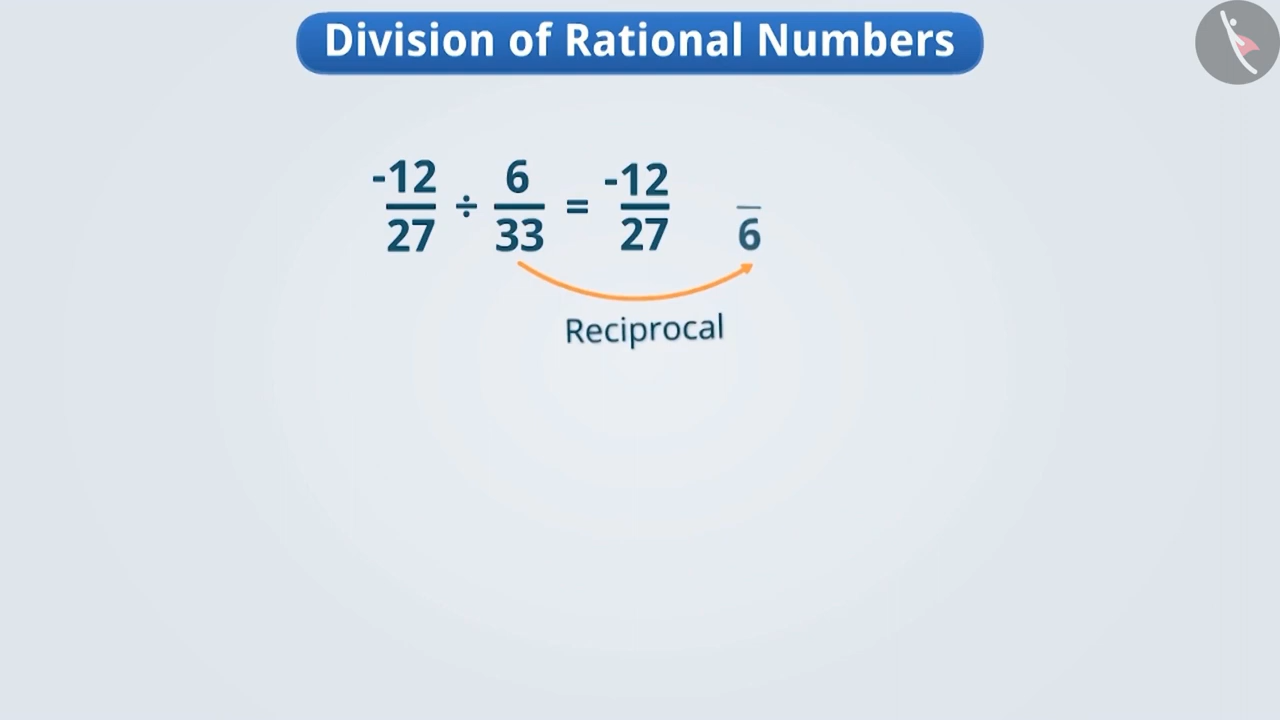 Division of Rational Numbers
-12/27 ÷ 6/33 = -12/27 —/6
Reciprocal